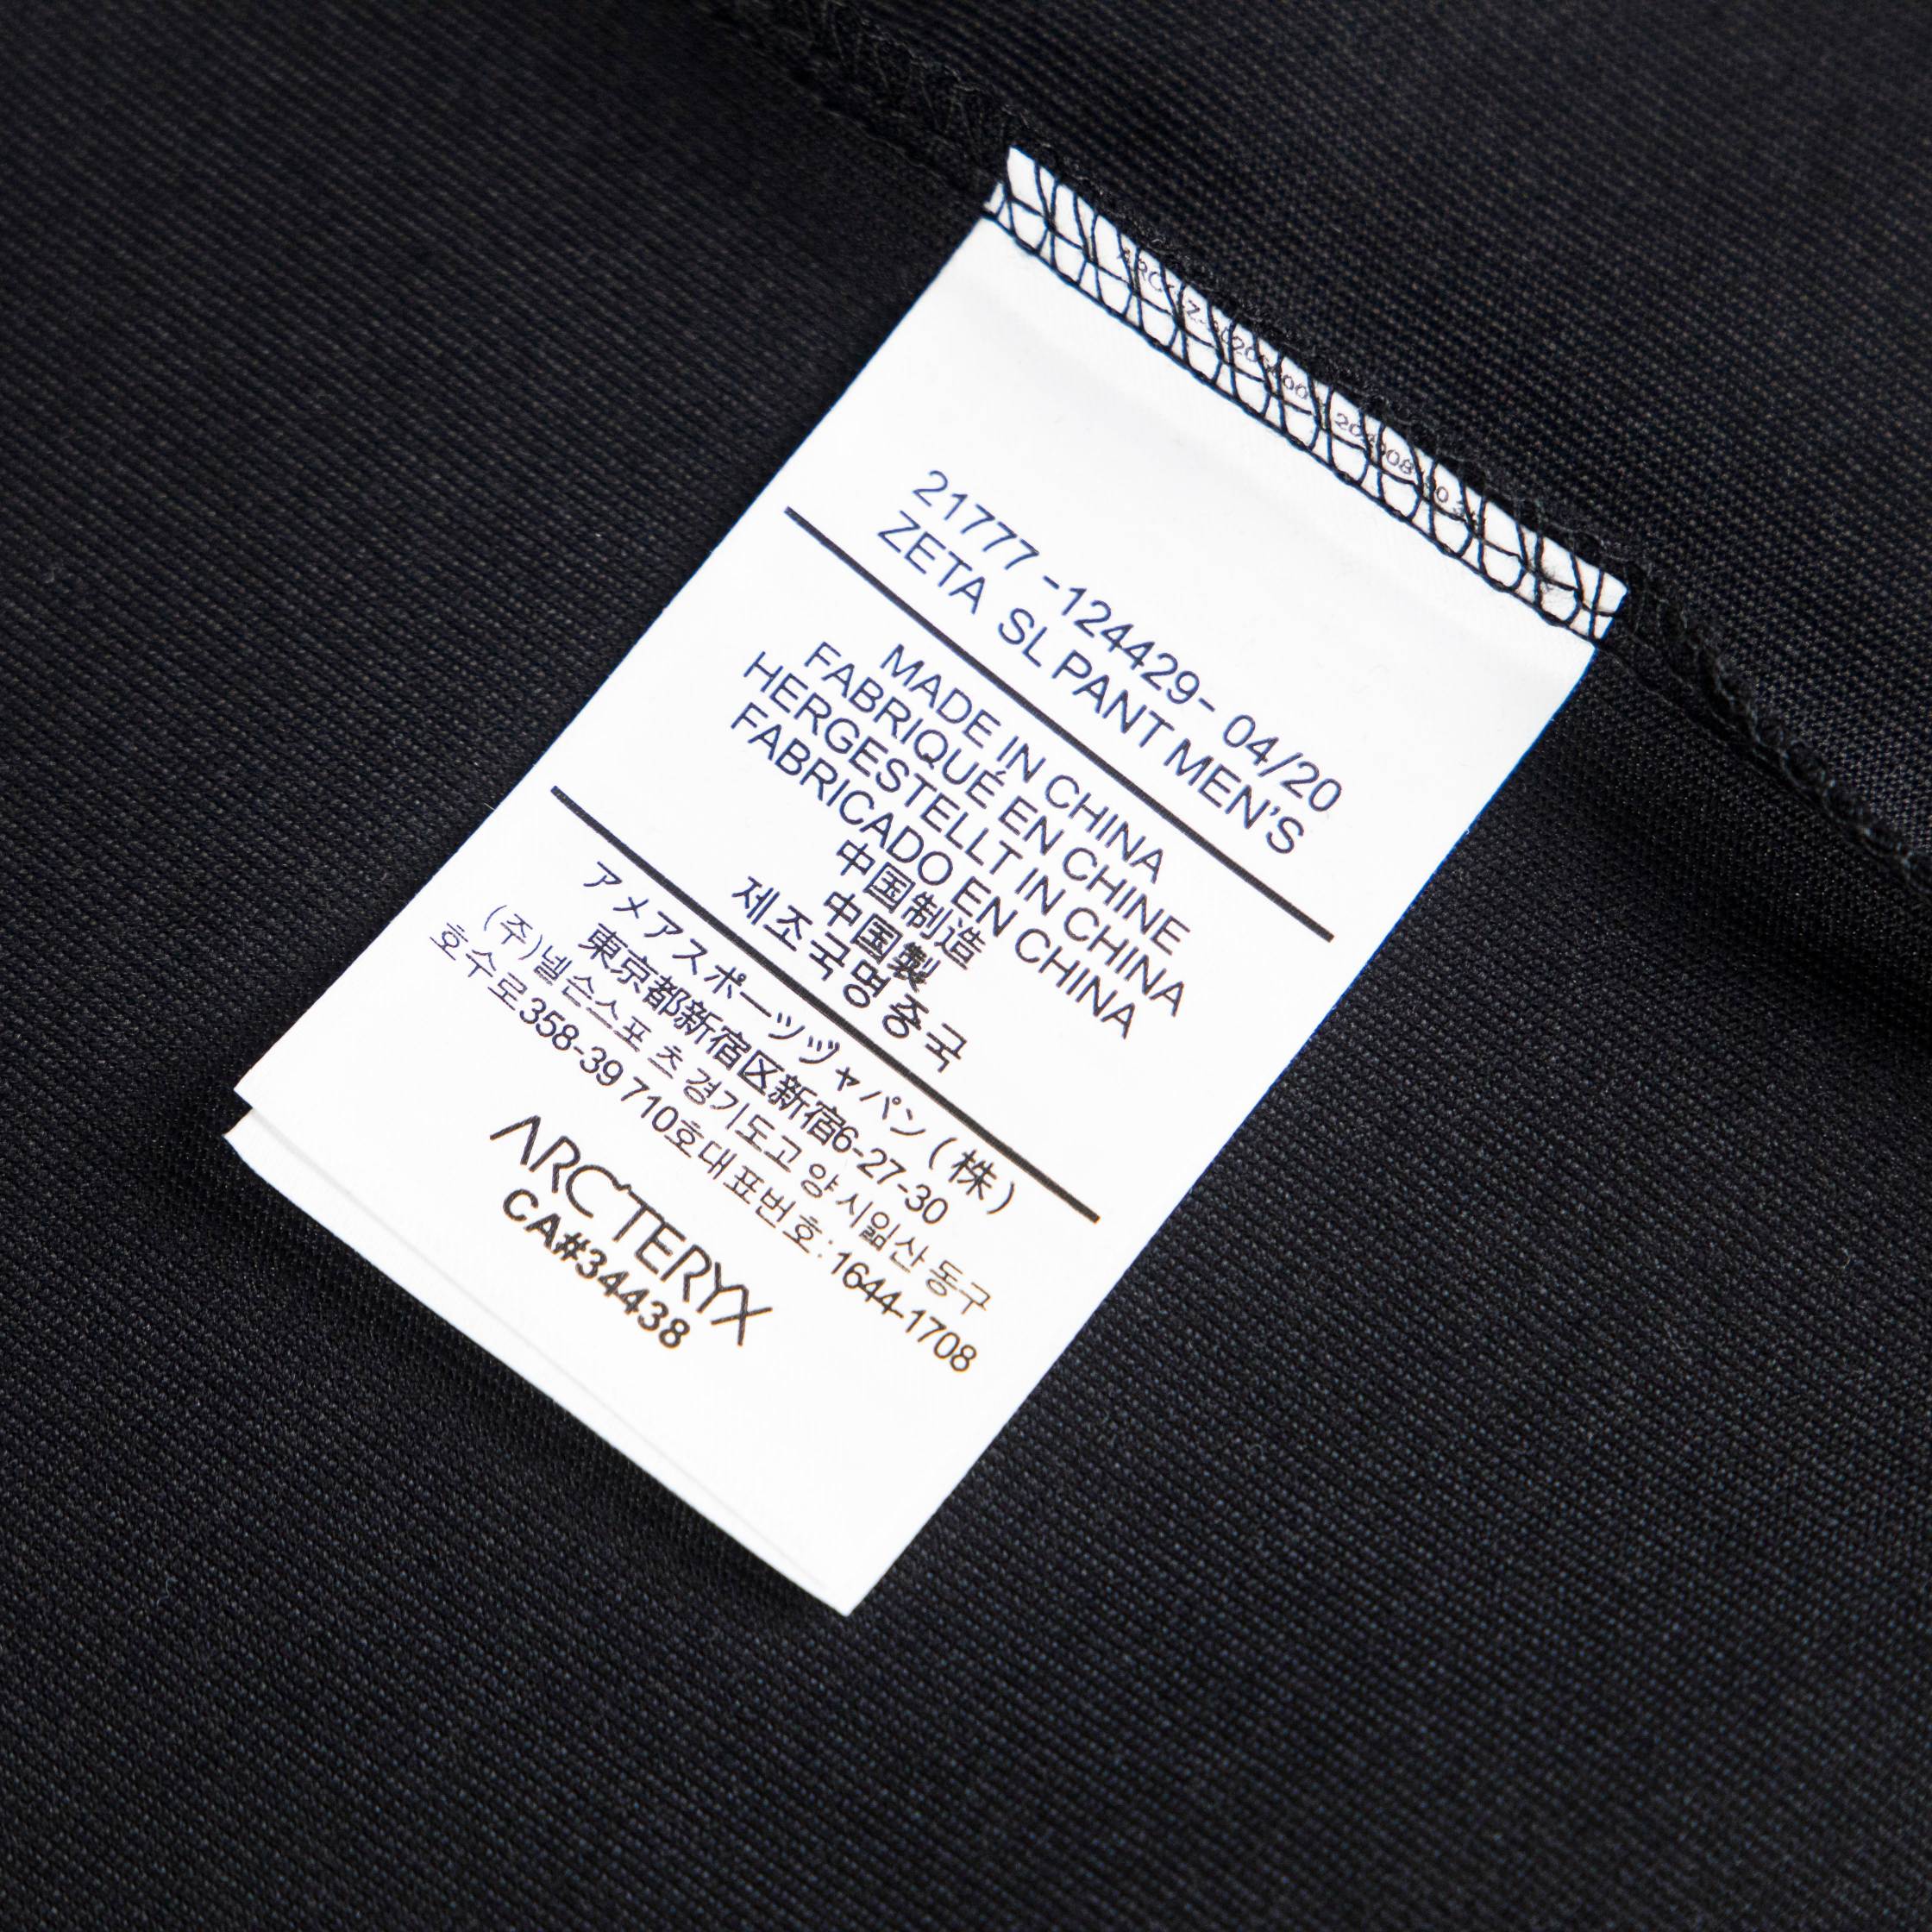 21777 -124429- 04/20
ZETA SL PANT MEN'S
MADE IN CHINA
FABRIQUÉ EN CHINE
HERGESTELLT IN CHINA
FABRICADO EN CHINA
中国制造
中国製
제조국명중국
アメアスポーツヅャパン (株)
東京都新宿区新宿6-27-30
(주)넬슨스포츠 경기도고양시읾산동구
호수로358-39 710호대표번호: 1644-1708
ARC'TERYX
CA#34438